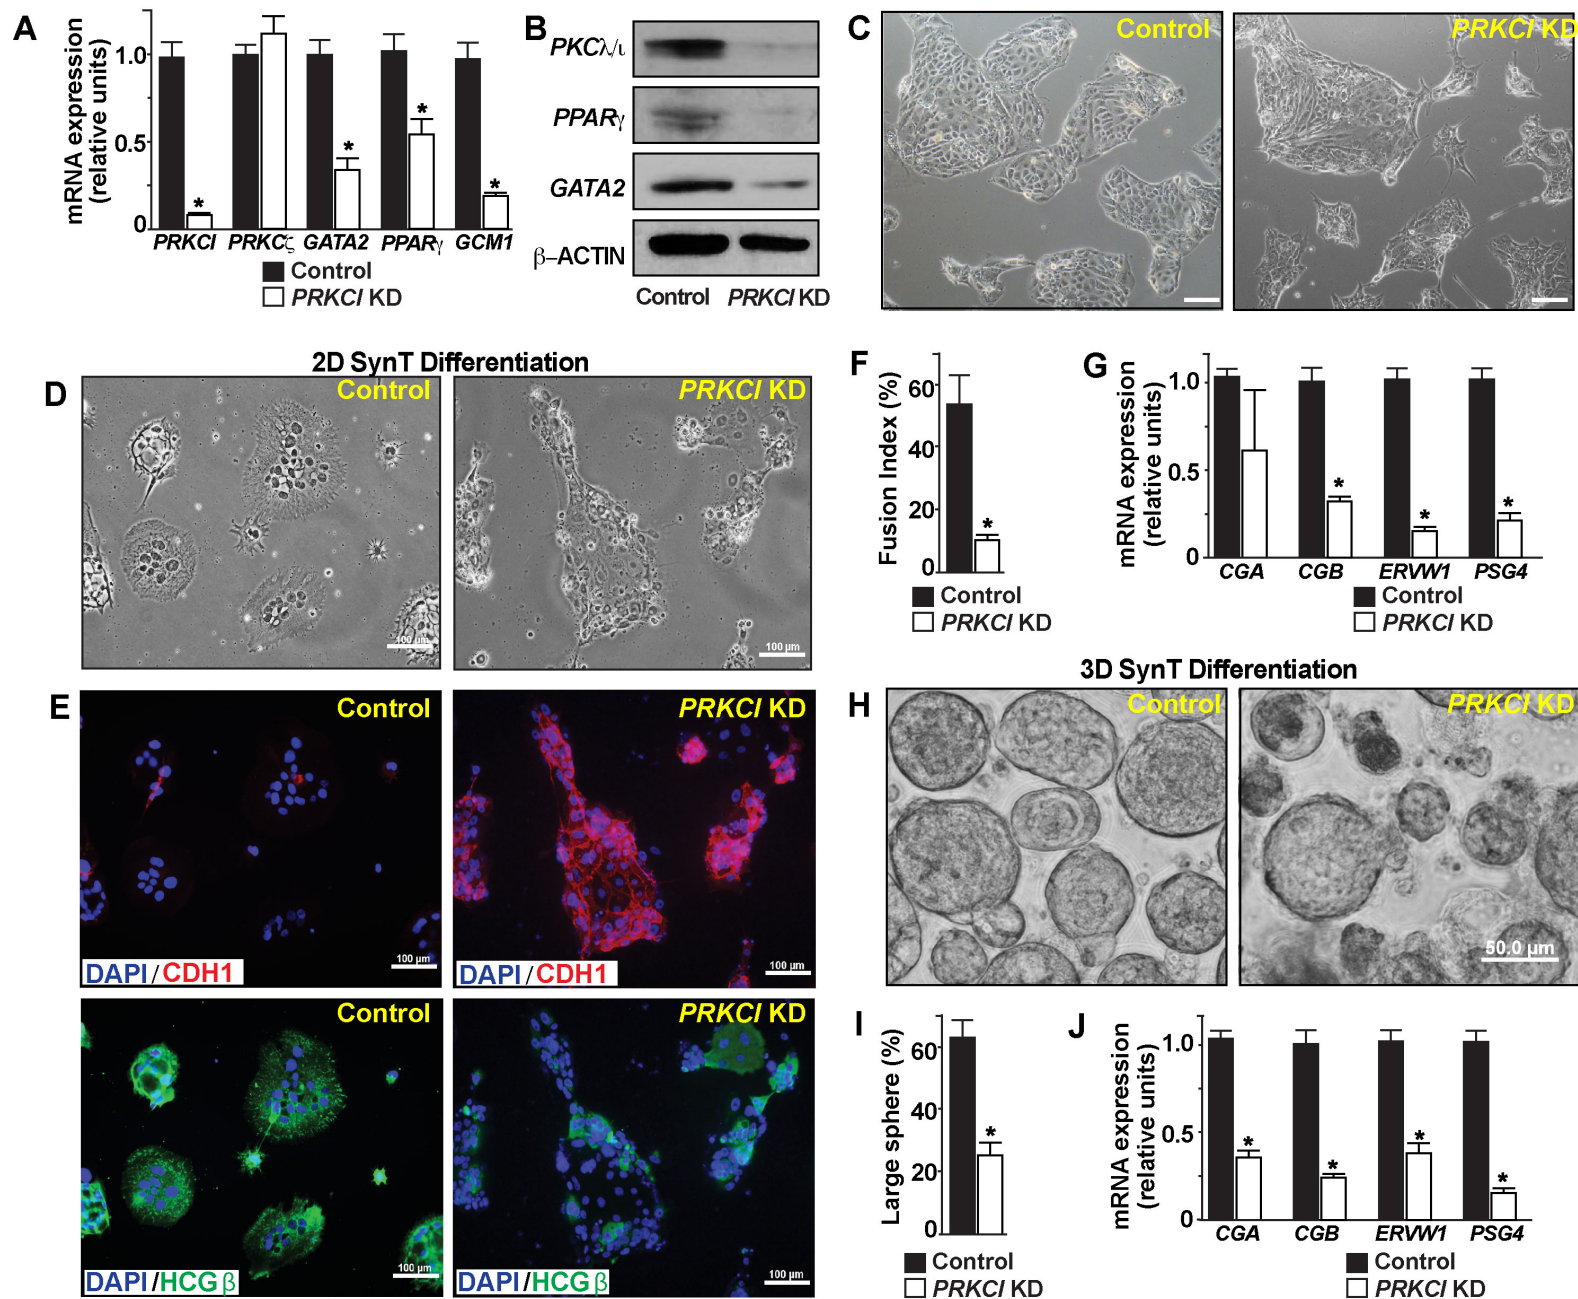 A
mRNA expression
(relative units)
1.0
0.5
0
*
*
*
*
PRKCI PRKCζ GATA2 PPARγ GCM1
Control
PRKCI KD
B
PKCλ/ι
PPARγ
GATA2
β–ACTIN
Control PRKCI KD
C
Control
PRKCI KD
2D SynT Differentiation
D
Control
PRKCI KD
100 µm
100 µm
E
Control
PRKCI KD
DAPI/CDH1
100 µm
DAPI/CDH1
100 µm
Control
PRKCI KD
DAPI/HCGβ
100 µm
DAPI/HCGβ
100 µm
F
Fusion Index (%)
60
40
20
0
*
Control
PRKCI KD
G
mRNA expression
(relative units)
1.0
0.5
0
*
*
*
CGA CGB ERVW1 PSG4
Control
PRKCI KD
3D SynT Differentiation
H
Control
PRKCI KD
50.0 µm
I
Large sphere (%)
60
40
20
0
*
Control
PRKCI KD
J
mRNA expression
(relative units)
1.0
0.5
0
*
*
*
*
CGA CGB ERVW1 PSG4
Control
PRKCI KD